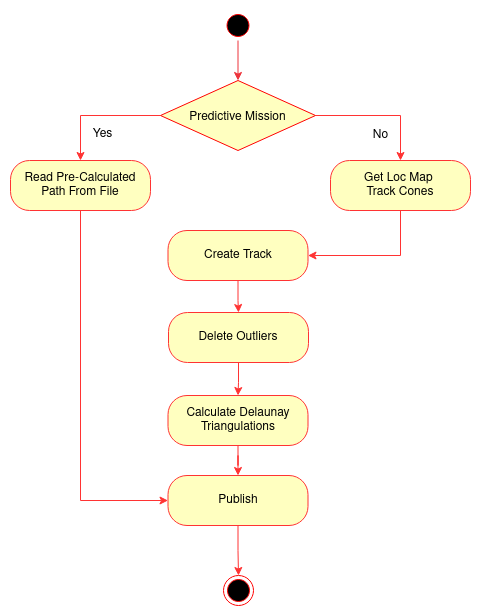 Predictive Mission
Yes
No
Read Pre-Calculated
Path From File
Get Loc Map
Track Cones
Create Track
Delete Outliers
Calculate Delaunay
Triangulations
Publish